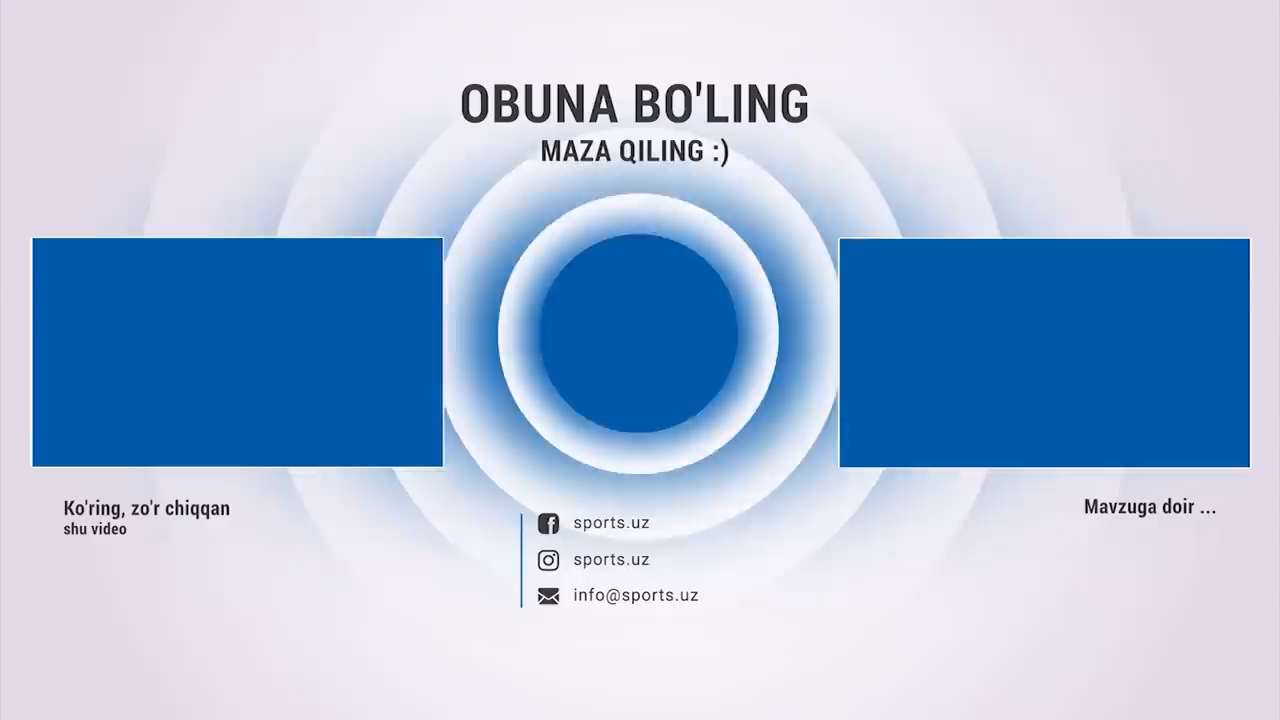 OBUNA BO'LING
MAZA QILING :)
Ko'ring, zo'r chiqqan
shu video
Mavzuga doir ...
sports.uz
sports.uz
info@sports.uz